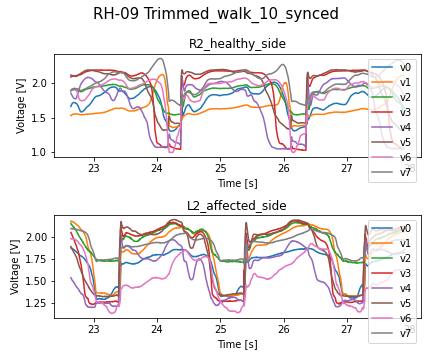 RH-09 Trimmed_walk_10_synced
R2_healthy_side
Voltage [V]
2.0
1.5
1.0
v0
v1
v2
v3
v4
v5
v6
v7
23 24 25 26 27 28
Time [s]
L2_affected_side
Voltage [V]
2.00
1.75
1.50
1.25
v0
v1
v2
v3
v4
v5
v6
v7
23 24 25 26 27 28
Time [s]